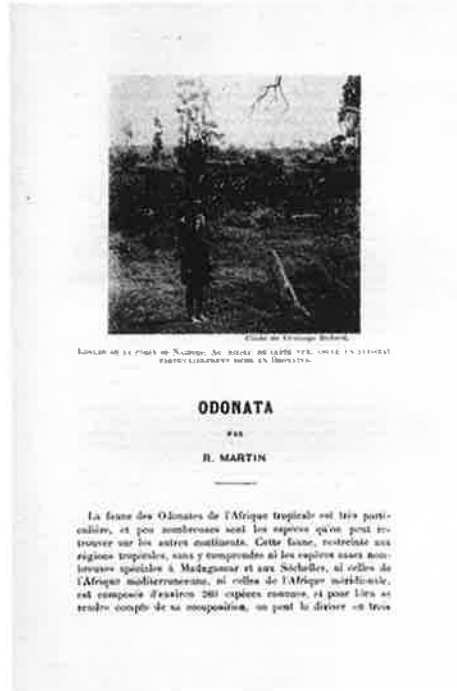 ODONATA
PAR
R. MARTIN
La faune des Odonates de l'Afrique tropicale est très parti-
culière, et peu nombreuses sont les espèces qu'on peut re-
trouver sur les autres continents. Cette faune, restreinte aux
régions tropicales, sans y comprendre ni les espèces assez nom-
breuses spéciales à Madagascar et aux Séchelles, ni celles de
l'Afrique méditerranéenne, ni celles de l'Afrique méridionale,
est composée d'environ 260 espèces connues, et pour bien se
rendre compte de sa composition, on peut la diviser en trois